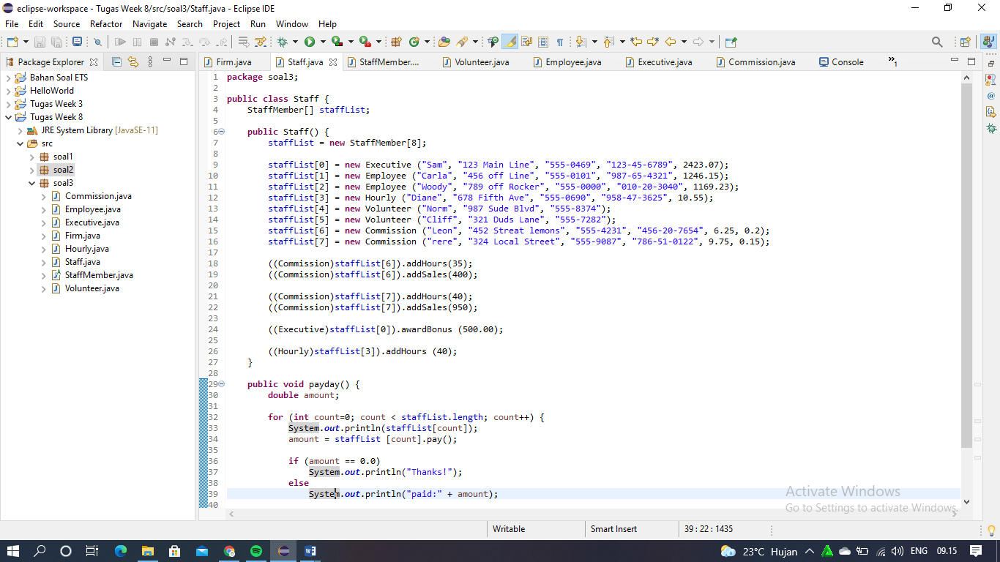 eclipse-workspace - Tugas Week 8/src/soal3/Staff.java - Eclipse IDE
File Edit Source Refactor Navigate Search Project Run Window Help
Package Explorer
Firm.java Staff.java StaffMember.... Volunteer.java Employee.java Executive.java Commission.java Console 1
Bahan Soal ETS
HelloWorld
Tugas Week 3
Tugas Week 8
JRE System Library [JavaSE-11]
src
soal1
soal2
soal3
Commission.java
Employee.java
Executive.java
Firm.java
Hourly.java
Staff.java
StaffMember.java
Volunteer.java
1 package soal3;
2
3 public class Staff {
4 StaffMember[] staffList;
5
6 public Staff() {
7 staffList = new StaffMember[8];
8
9 staffList[0] = new Executive ("Sam", "123 Main Line", "555-0469", "123-45-6789", 2423.07);
10 staffList[1] = new Employee ("Carla", "456 off Line", "555-0101", "987-65-4321", 1246.15);
11 staffList[2] = new Employee ("Woody", "789 off Rocker", "555-0000", "010-20-3040", 1169.23);
12 staffList[3] = new Hourly ("Diane", "678 Fifth Ave", "555-0690", "958-47-3625", 10.55);
13 staffList[4] = new Volunteer ("Norm", "987 Sude Blvd", "555-8374");
14 staffList[5] = new Volunteer ("Cliff", "321 Duds Lane", "555-7282");
15 staffList[6] = new Commission ("Leon", "452 Streat lemons", "555-4231", "456-20-7654", 6.25, 0.2);
16 staffList[7] = new Commission ("rere", "324 Local Street", "555-9087", "786-51-0122", 9.75, 0.15);
17
18 ((Commission)staffList[6]).addHours(35);
19 ((Commission)staffList[6]).addSales(400);
20
21 ((Commission)staffList[7]).addHours(40);
22 ((Commission)staffList[7]).addSales(950);
23
24 ((Executive)staffList[0]).awardBonus (500.00);
25
26 ((Hourly)staffList[3]).addHours (40);
27 }
28
29 public void payday() {
30 double amount;
31
32 for (int count=0; count < staffList.length; count++) {
33 System.out.println(staffList[count]);
34 amount = staffList [count].pay();
35
36 if (amount == 0.0)
37 System.out.println("Thanks!");
38 else
39 System.out.println("paid:" + amount);
40
Activate Windows
Go to Settings to activate Windows.
Writable Smart Insert 39 : 22 : 1435
23°C Hujan ENG 09.15